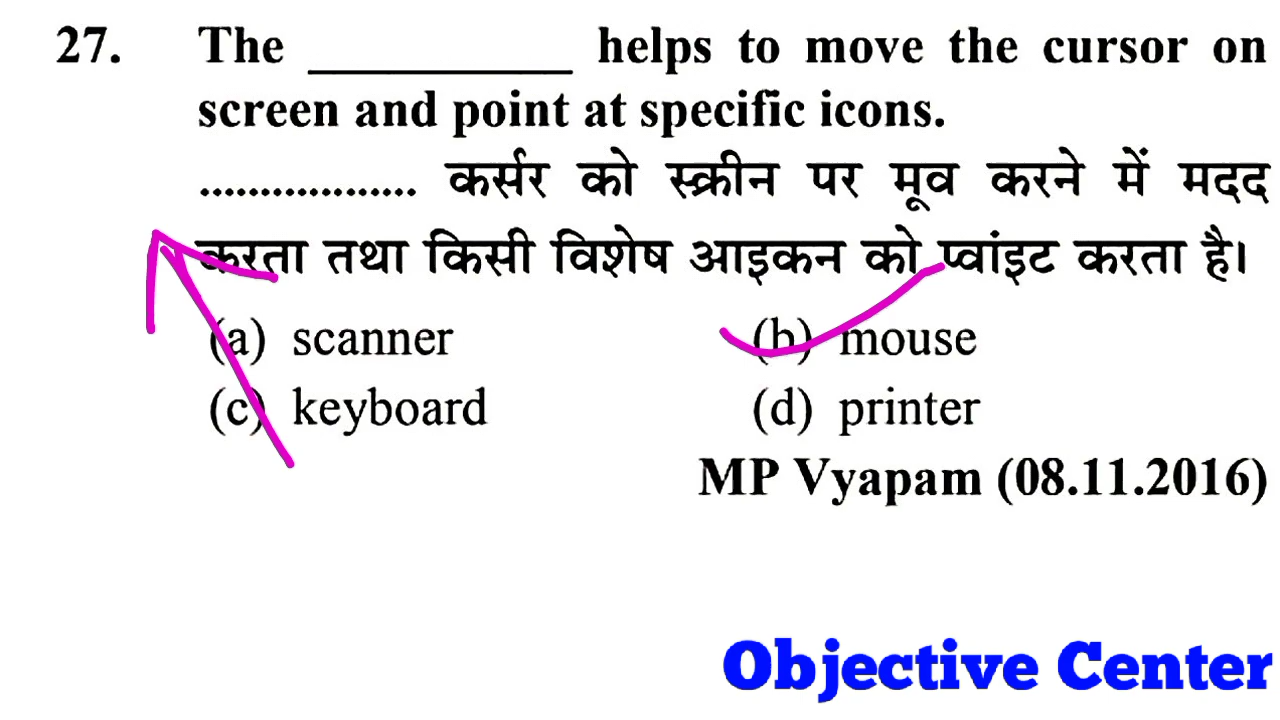 27. The __________ helps to move the cursor on
screen and point at specific icons.
.................. कर्सर को स्क्रीन पर मूव करने में मदद
करता तथा किसी विशेष आइकन को प्वांइट करता है।
(a) scanner (b) mouse
(c) keyboard (d) printer
MP Vyapam (08.11.2016)
Objective Center